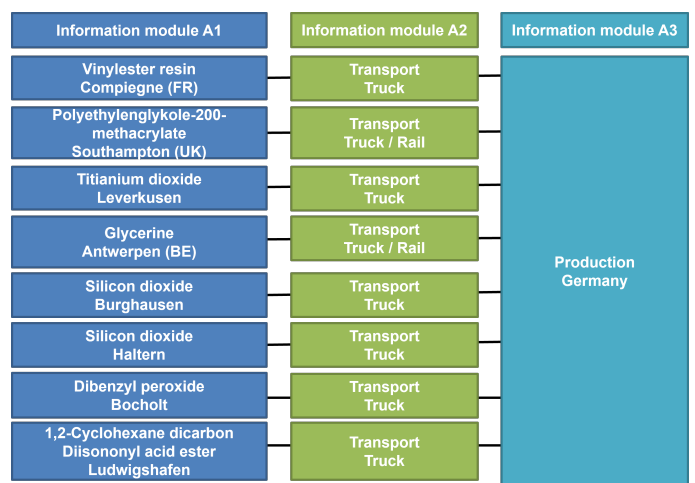 Information module A1
Information module A2
Information module A3
Vinylester resin
Compiegne (FR)
Transport
Truck
Polyethylenglykole-200-
methacrylate
Southampton (UK)
Transport
Truck / Rail
Titianium dioxide
Leverkusen
Transport
Truck
Glycerine
Antwerpen (BE)
Transport
Truck / Rail
Production
Germany
Silicon dioxide
Burghausen
Transport
Truck
Silicon dioxide
Haltern
Transport
Truck
Dibenzyl peroxide
Bocholt
Transport
Truck
1,2-Cyclohexane dicarbon
Diisononyl acid ester
Ludwigshafen
Transport
Truck